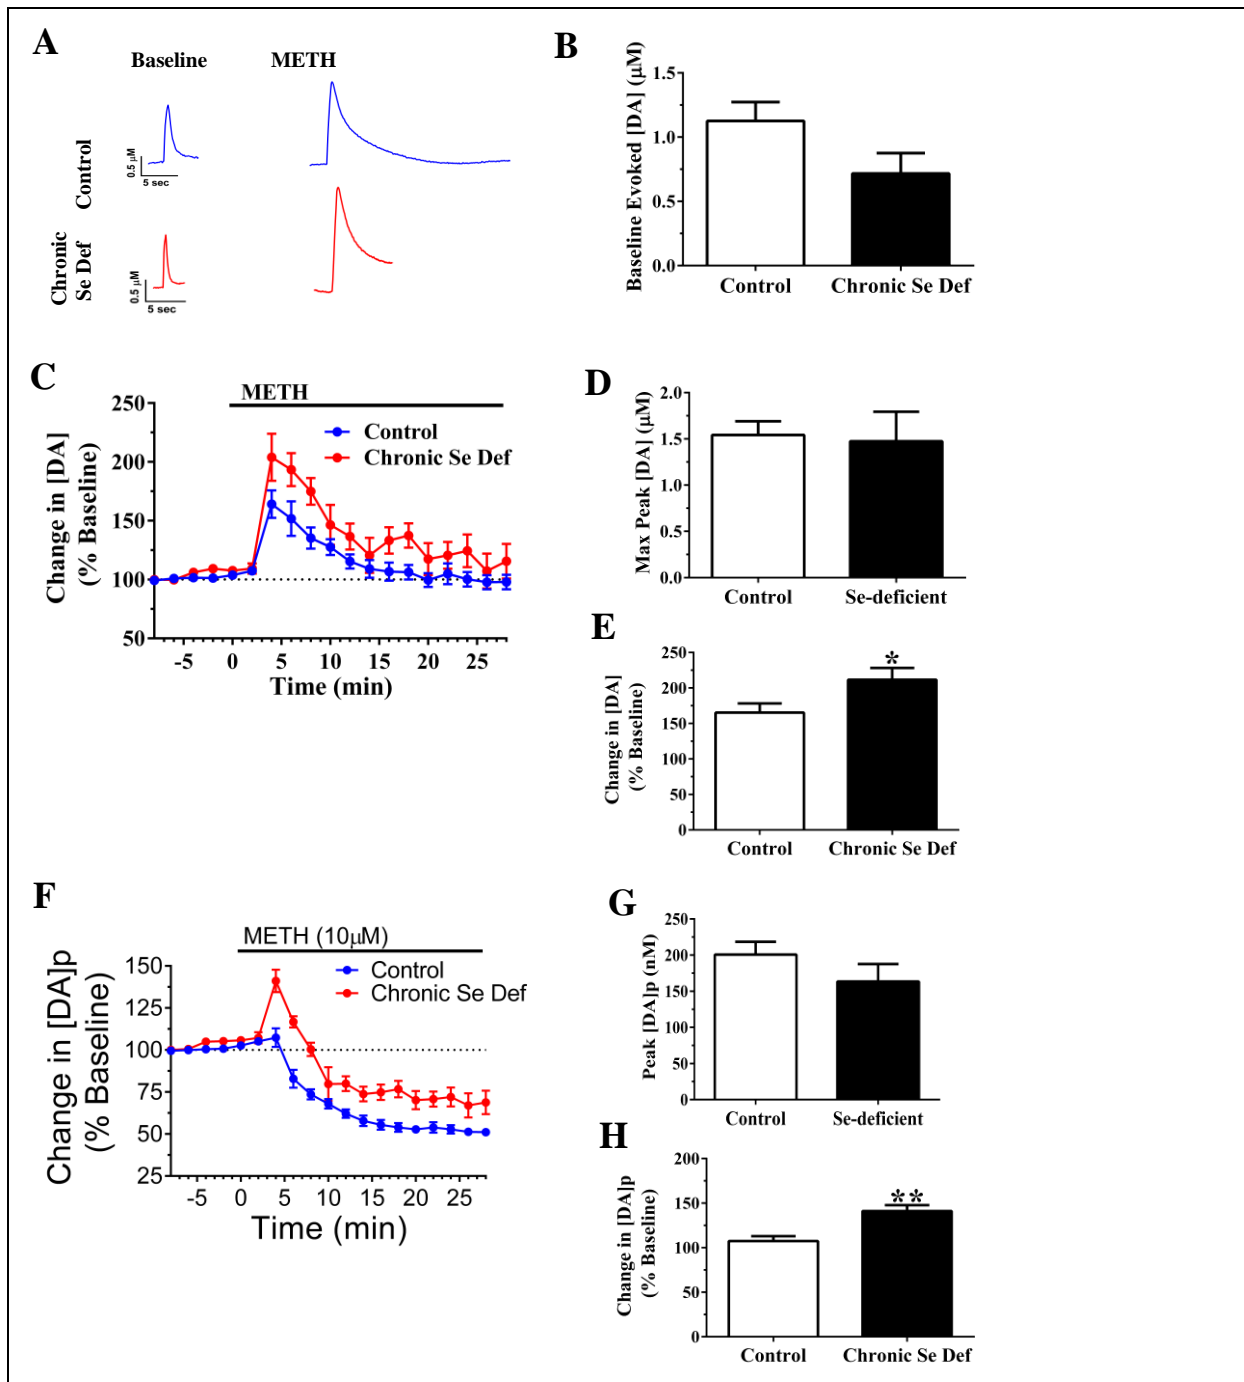 A
Baseline
METH
Control
0.5 µM
5 sec
Chronic
Se Def
0.5 µM
5 sec
B
Baseline Evoked [DA] (µM)
1.5
1.0
0.5
0.0
Control
Chronic Se Def
C
METH
Change in [DA]
(% Baseline)
250
200
150
100
50
Control
Chronic Se Def
-5
0
5
10
15
20
25
Time (min)
D
Max Peak [DA] (µM)
2.0
1.5
1.0
0.5
0.0
Control
Se-deficient
E
Change in [DA]
(% Baseline)
250
200
150
100
50
0
*
Control
Chronic Se Def
F
METH (10µM)
Change in [DA]p
(% Baseline)
150
125
100
75
50
25
Control
Chronic Se Def
-5
0
5
10
15
20
25
Time (min)
G
Peak [DA]p (nM)
250
200
150
100
50
0
Control
Se-deficient
H
Change in [DA]p
(% Baseline)
200
150
100
50
0
**
Control
Chronic Se Def